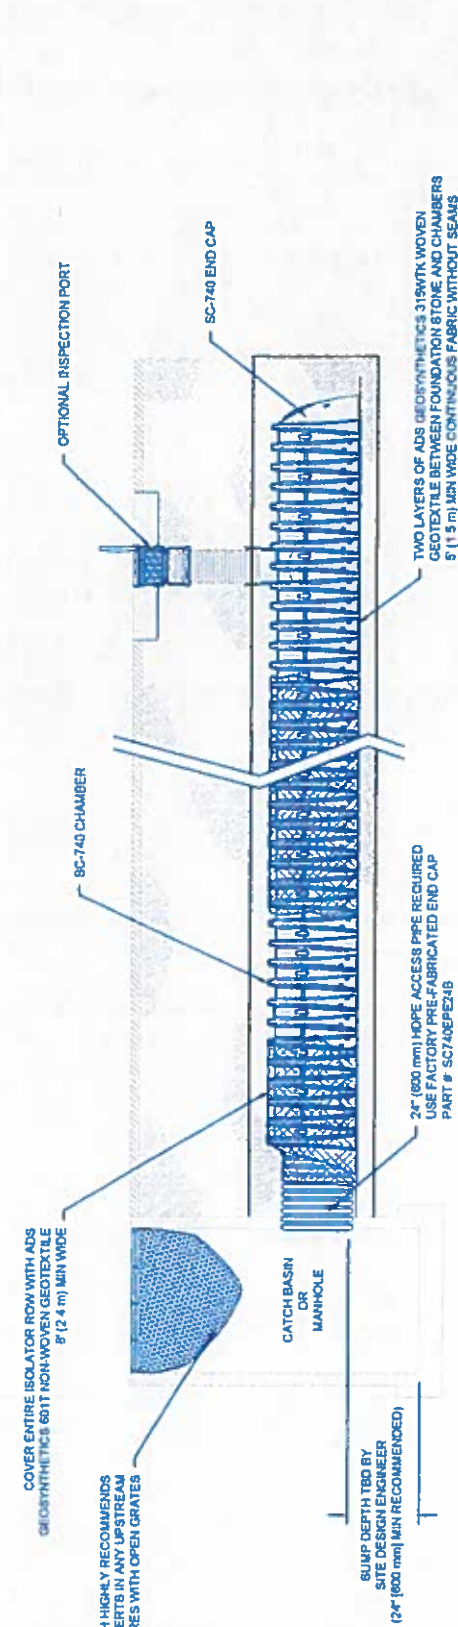 COVER ENTIRE ISOLATOR ROW WITH ADS
GEOSYNTHETICS 601T NON-WOVEN GEOTEXTILE
8' (2.4 m) MIN WIDE
HIGHLY RECOMMENDS
IN ANY UPSTREAM
WITH OPEN GRATES
SC-740 CHAMBER
OPTIONAL INSPECTION PORT
SC-740 END CAP
CATCH BASIN
OR
MANHOLE
SUMP DEPTH TBD BY
SITE DESIGN ENGINEER
(24" [600 mm] MIN RECOMMENDED)
24" (600 mm) HDPE ACCESS PIPE REQUIRED
USE FACTORY PRE-FABRICATED END CAP
PART #: SC740EPE24B
TWO LAYERS OF ADS GEOSYNTHETICS 315WTK WOVEN
GEOTEXTILE BETWEEN FOUNDATION STONE AND CHAMBERS
5' (1.5 m) MIN WIDE CONTINUOUS FABRIC WITHOUT SEAMS